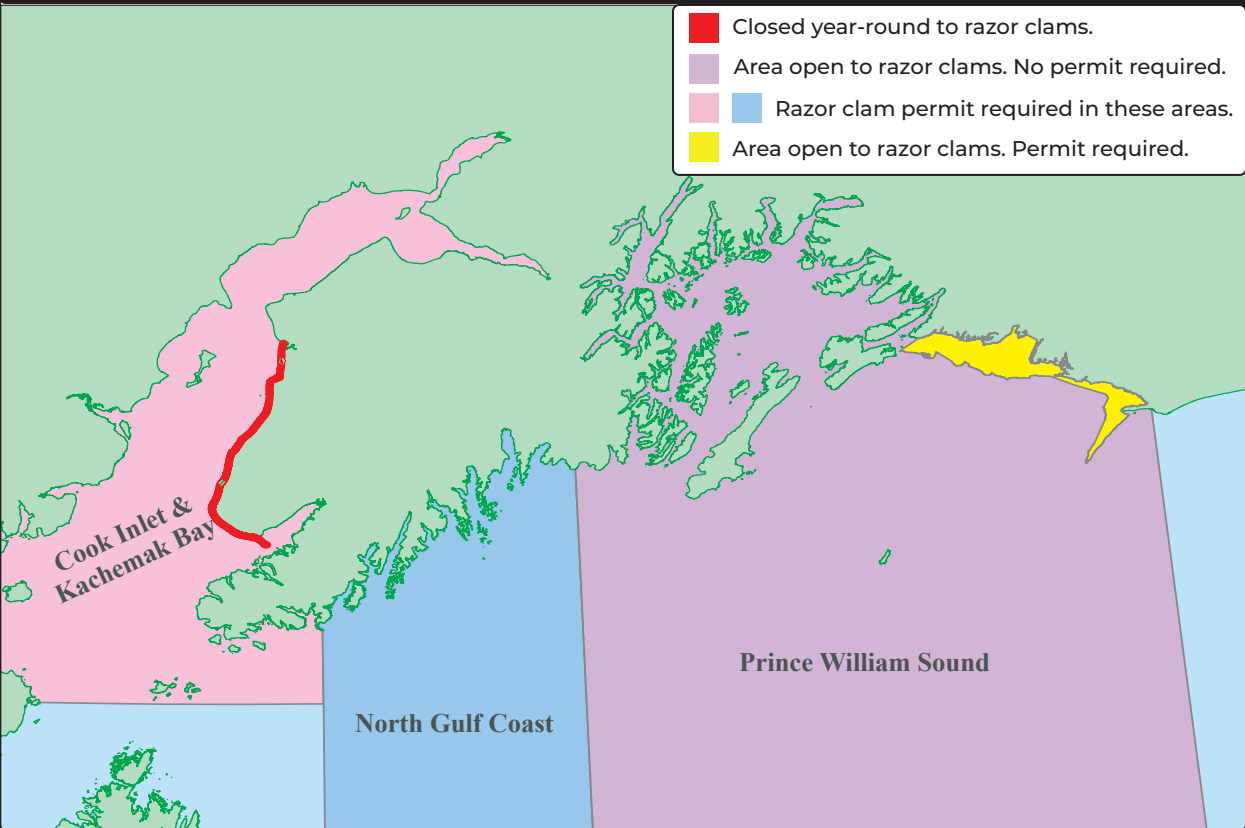 Closed year-round to razor clams.
Area open to razor clams. No permit required.
Razor clam permit required in these areas.
Area open to razor clams. Permit required.
Cook Inlet &
Kachemak Bay
Prince William Sound
North Gulf Coast